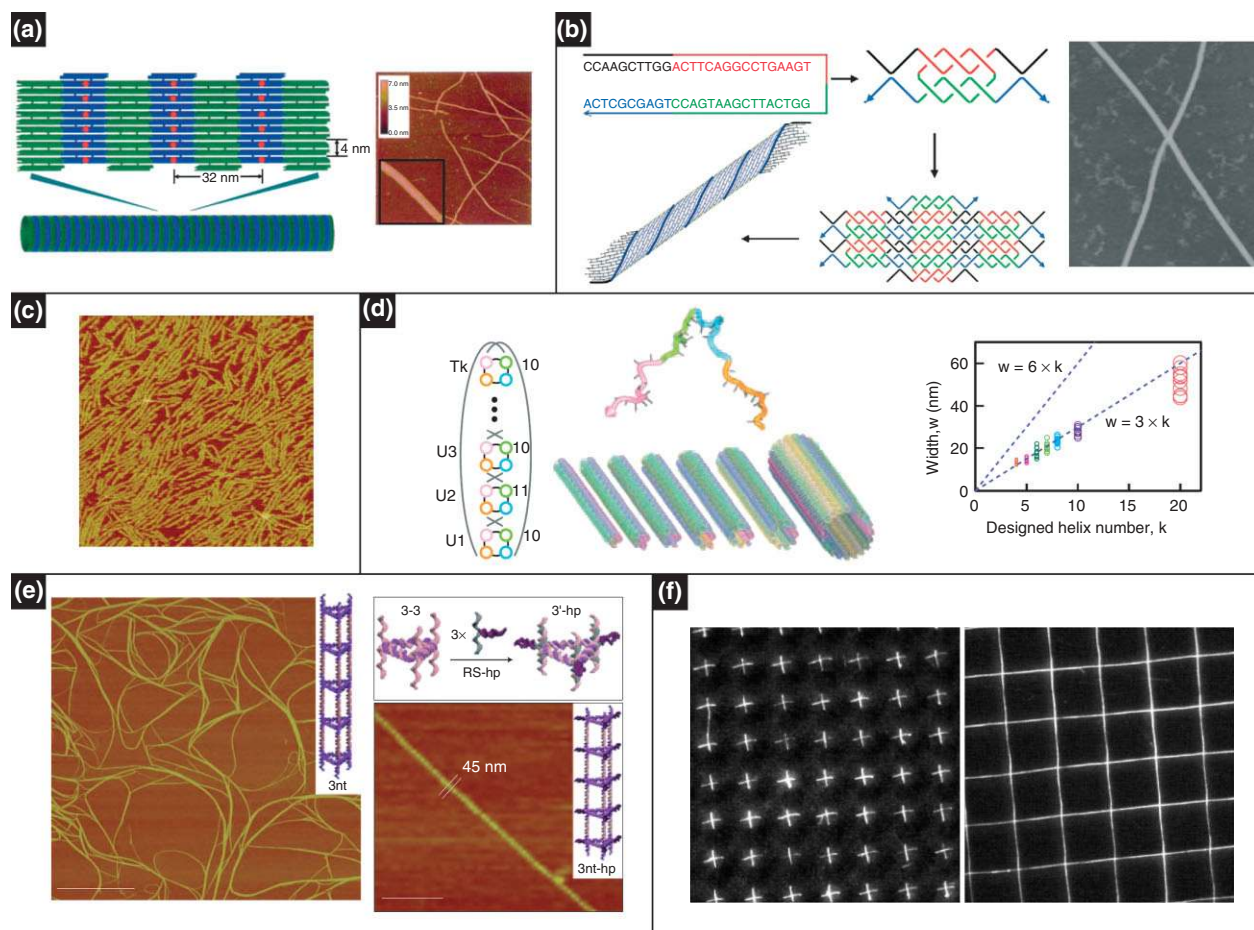 (a)
7.0 nm
3.5 nm
0.0 nm
4 nm
32 nm
(b)
CCAAGCTTGGACTTCAGGCCTGAAGT
ACTCGCGAGTCCAGTAAGCTTACTGG
(c)
(d)
Tk
10
U3
10
U2
11
U1
10
Width,w (nm)
60
40
20
0
w = 6 × k
w = 3 × k
0
5
10
15
20
Designed helix number, k
(e)
3nt
3-3
3×
RS-hp
3'-hp
45 nm
3nt-hp
(f)